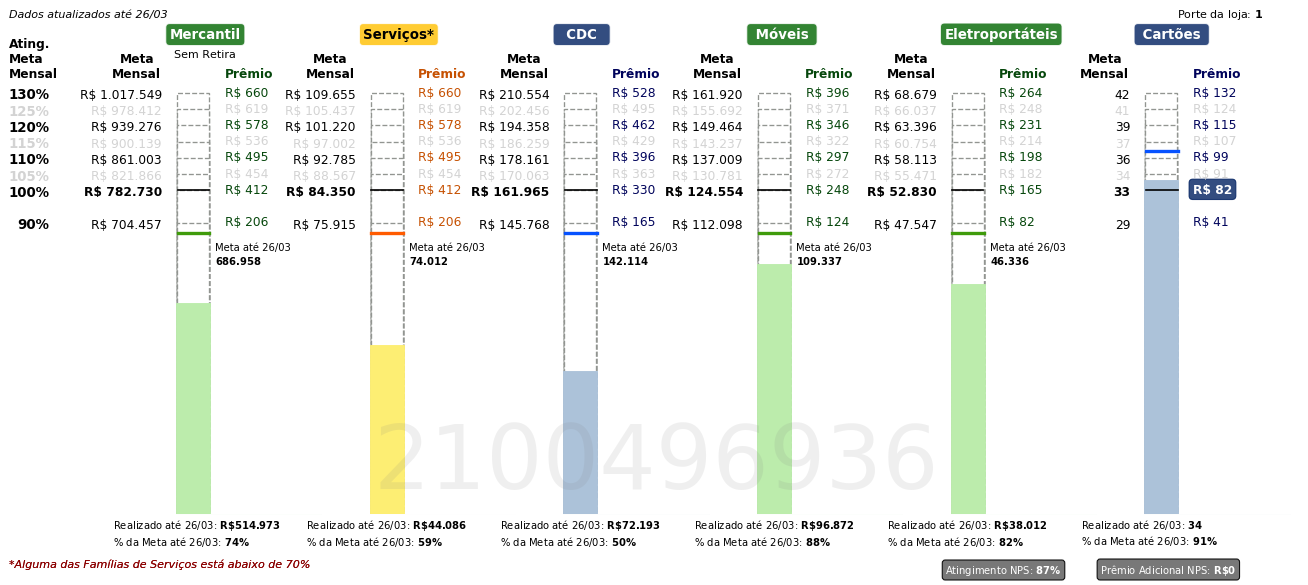 Dados atualizados até 26/03
Porte da loja: 1
Mercantil Serviços* CDC Móveis Eletroportáteis Cartões
Sem Retira
Ating. Meta Mensal
Meta Mensal Prêmio Meta Mensal Prêmio Meta Mensal Prêmio Meta Mensal Prêmio Meta Mensal Prêmio Meta Mensal Prêmio
130% R$ 1.017.549 R$ 660 R$ 109.655 R$ 660 R$ 210.554 R$ 528 R$ 161.920 R$ 396 R$ 68.679 R$ 264 42 R$ 132
125% R$ 978.412 R$ 619 R$ 105.437 R$ 619 R$ 202.456 R$ 495 R$ 155.692 R$ 371 R$ 66.037 R$ 248 41 R$ 124
120% R$ 939.276 R$ 578 R$ 101.220 R$ 578 R$ 194.358 R$ 462 R$ 149.464 R$ 346 R$ 63.396 R$ 231 39 R$ 115
115% R$ 900.139 R$ 536 R$ 97.002 R$ 536 R$ 186.259 R$ 429 R$ 143.237 R$ 322 R$ 60.754 R$ 214 37 R$ 107
110% R$ 861.003 R$ 495 R$ 92.785 R$ 495 R$ 178.161 R$ 396 R$ 137.009 R$ 297 R$ 58.113 R$ 198 36 R$ 99
105% R$ 821.866 R$ 454 R$ 88.567 R$ 454 R$ 170.063 R$ 363 R$ 130.781 R$ 272 R$ 55.471 R$ 182 34 R$ 91
100% R$ 782.730 R$ 412 R$ 84.350 R$ 412 R$ 161.965 R$ 330 R$ 124.554 R$ 248 R$ 52.830 R$ 165 33 R$ 82
90% R$ 704.457 R$ 206 R$ 75.915 R$ 206 R$ 145.768 R$ 165 R$ 112.098 R$ 124 R$ 47.547 R$ 82 29 R$ 41
Meta até 26/03 Meta até 26/03 Meta até 26/03 Meta até 26/03 Meta até 26/03
686.958 74.012 142.114 109.337 46.336
2100496936
Realizado até 26/03: R$514.973 Realizado até 26/03: R$44.086 Realizado até 26/03: R$72.193 Realizado até 26/03: R$96.872 Realizado até 26/03: R$38.012 Realizado até 26/03: 34
% da Meta até 26/03: 74% % da Meta até 26/03: 59% % da Meta até 26/03: 50% % da Meta até 26/03: 88% % da Meta até 26/03: 82% % da Meta até 26/03: 91%
*Alguma das Famílias de Serviços está abaixo de 70%
Atingimento NPS: 87% Prêmio Adicional NPS: R$0